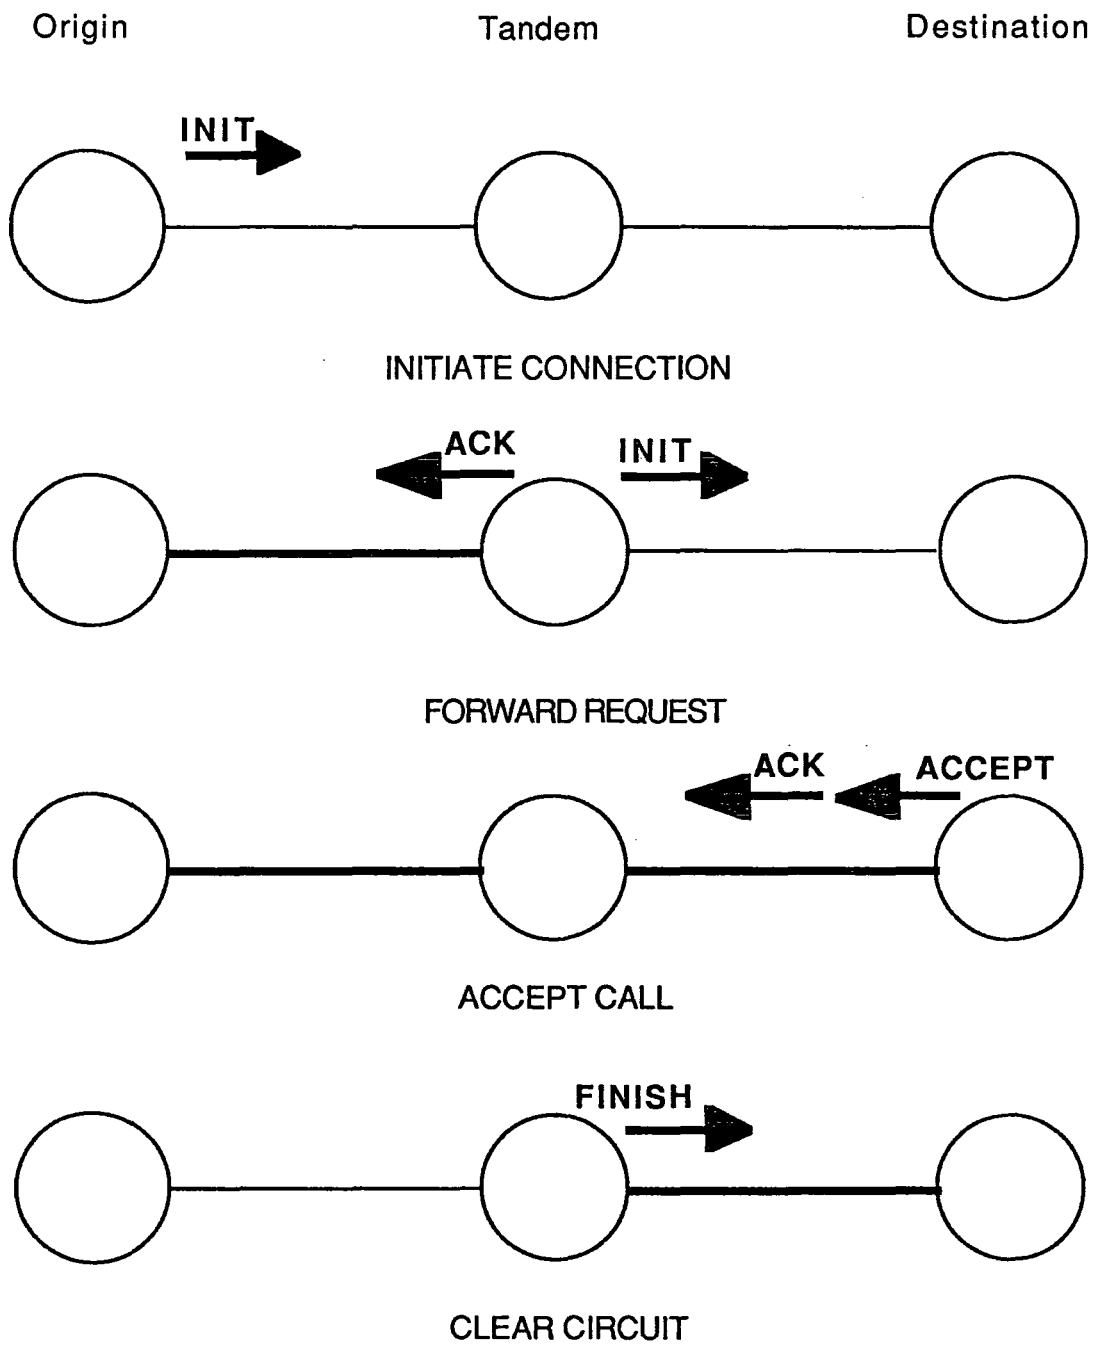 Origin Tandem Destination
INIT
INITIATE CONNECTION
ACK INIT
FORWARD REQUEST
ACK ACCEPT
ACCEPT CALL
FINISH
CLEAR CIRCUIT